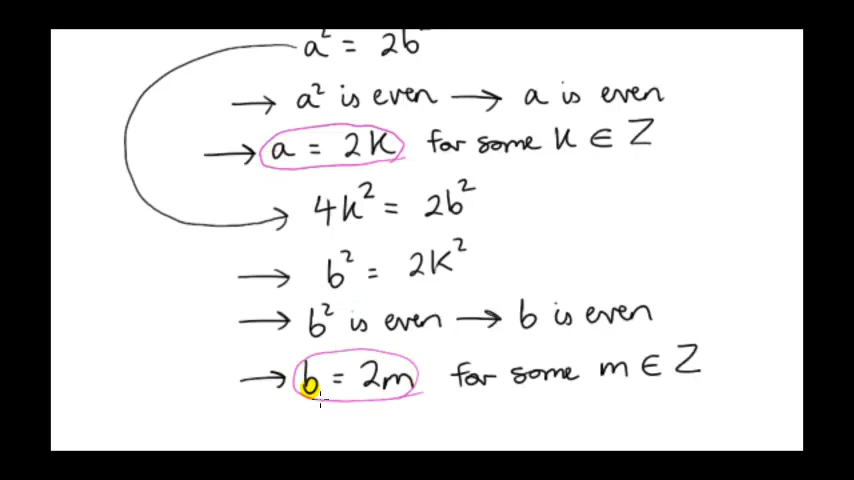 a² = 2b²
→ a² is even → a is even
→ a = 2k for some k ∈ Z
→ 4k² = 2b²
→ b² = 2k²
→ b² is even → b is even
→ b = 2m for some m ∈ Z